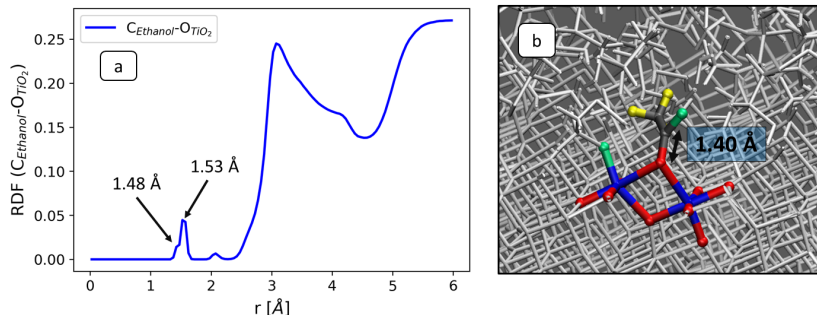 C_Ethanol-O_TiO₂
a
b
0.25
0.20
0.15
0.10
0.05
0.00
RDF (C_Ethanol-O_TiO₂)
1.48 Å
1.53 Å
1.40 Å
0 1 2 3 4 5 6
r [Å]